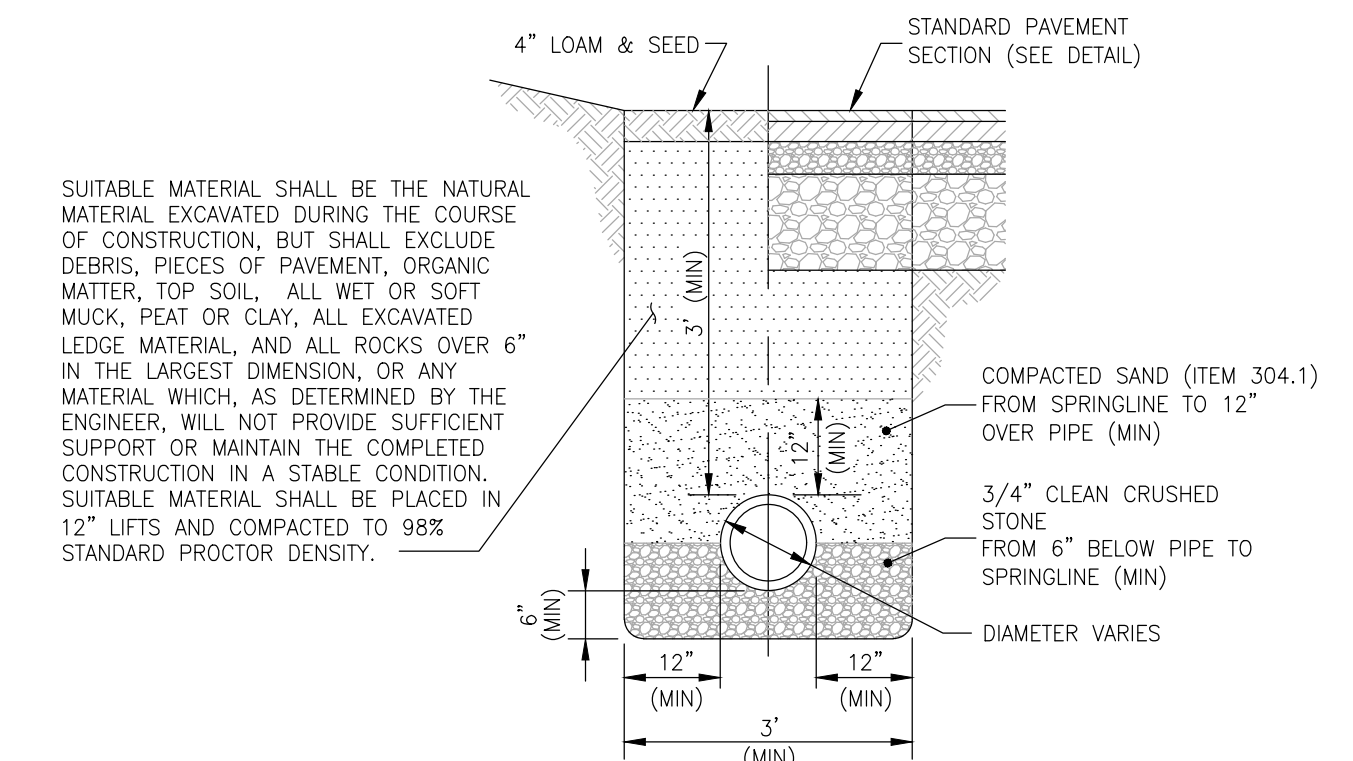 4” LOAM & SEED
STANDARD PAVEMENT
SECTION (SEE DETAIL)
SUITABLE MATERIAL SHALL BE THE NATURAL
MATERIAL EXCAVATED DURING THE COURSE
OF CONSTRUCTION, BUT SHALL EXCLUDE
DEBRIS, PIECES OF PAVEMENT, ORGANIC
MATTER, TOP SOIL, ALL WET OR SOFT
MUCK, PEAT OR CLAY, ALL EXCAVATED
LEDGE MATERIAL, AND ALL ROCKS OVER 6”
IN THE LARGEST DIMENSION, OR ANY
MATERIAL WHICH, AS DETERMINED BY THE
ENGINEER, WILL NOT PROVIDE SUFFICIENT
SUPPORT OR MAINTAIN THE COMPLETED
CONSTRUCTION IN A STABLE CONDITION.
SUITABLE MATERIAL SHALL BE PLACED IN
12” LIFTS AND COMPACTED TO 98%
STANDARD PROCTOR DENSITY.
3’ (MIN)
COMPACTED SAND (ITEM 304.1)
FROM SPRINGLINE TO 12”
OVER PIPE (MIN)
12”
(MIN)
3/4” CLEAN CRUSHED
STONE
FROM 6” BELOW PIPE TO
SPRINGLINE (MIN)
6”
(MIN)
DIAMETER VARIES
12”
(MIN)
12”
(MIN)
3’
(MIN)